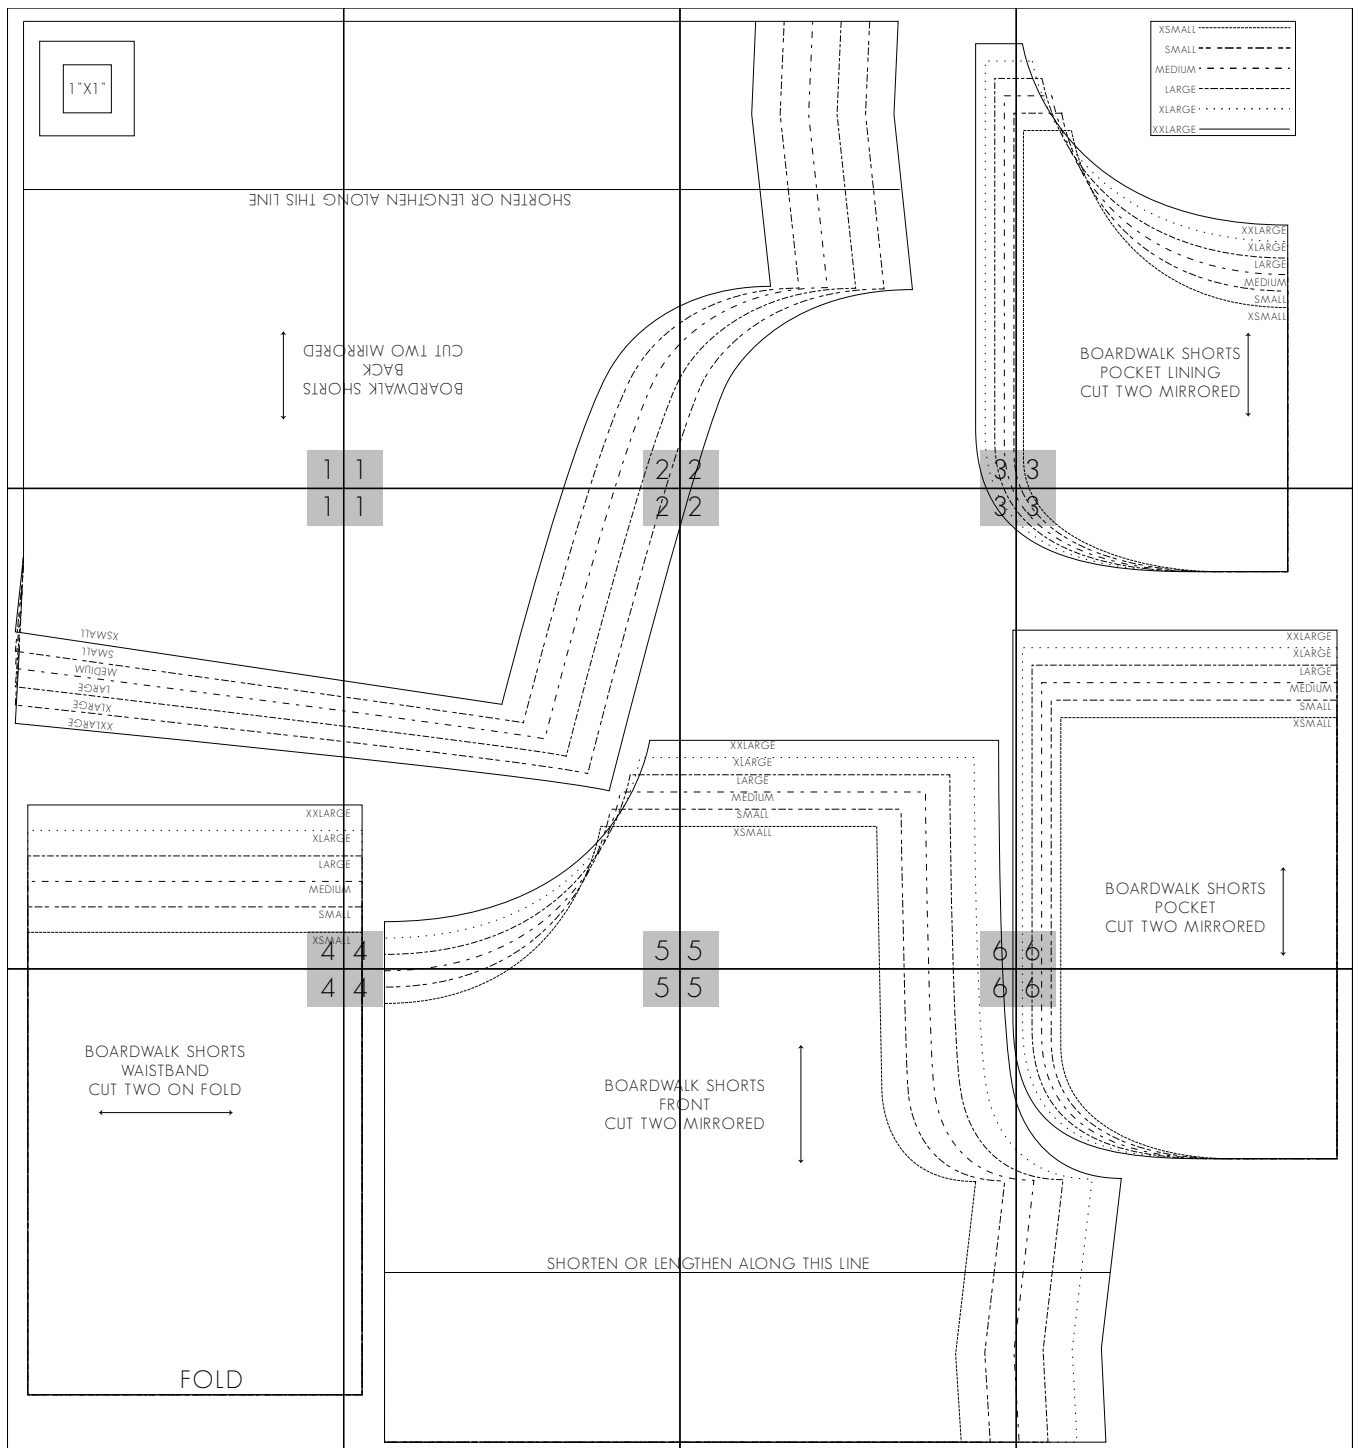 1"X1"
XSMALL
SMALL
MEDIUM
LARGE
XLARGE
XXLARGE
SHORTEN OR LENGTHEN ALONG THIS LINE
BOARDWALK SHORTS
BACK
CUT TWO MIRRORED
XXLARGE
XLARGE
LARGE
MEDIUM
SMALL
XSMALL
BOARDWALK SHORTS
POCKET LINING
CUT TWO MIRRORED
1 1
1 1
2 2
2 2
3 3
3 3
XSMALL
SMALL
MEDIUM
LARGE
XLARGE
XXLARGE
XXLARGE
XLARGE
LARGE
MEDIUM
SMALL
XSMALL
BOARDWALK SHORTS
POCKET
CUT TWO MIRRORED
XXLARGE
XLARGE
LARGE
MEDIUM
SMALL
XSMALL
XXLARGE
XLARGE
LARGE
MEDIUM
SMALL
XSMALL
4 4
4 4
5 5
5 5
6 6
6 6
BOARDWALK SHORTS
WAISTBAND
CUT TWO ON FOLD
BOARDWALK SHORTS
FRONT
CUT TWO MIRRORED
SHORTEN OR LENGTHEN ALONG THIS LINE
FOLD